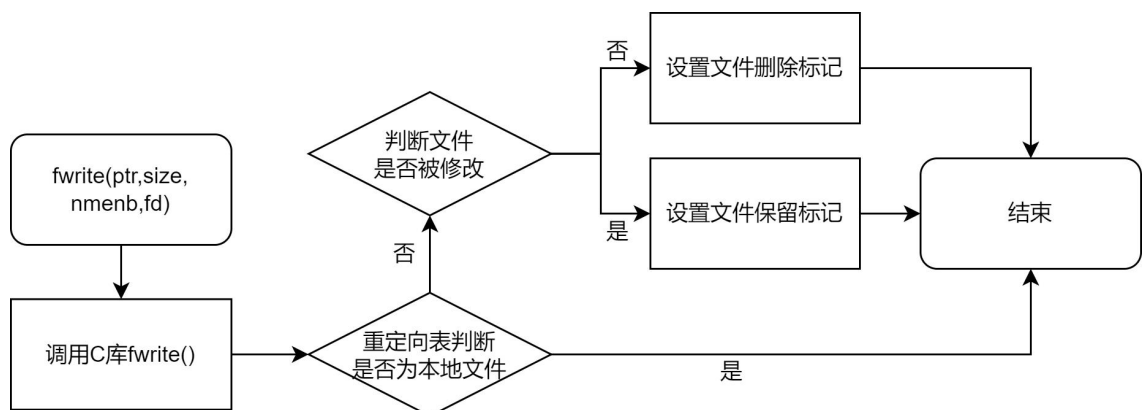 fwrite(ptr,size,
nmenb,fd)
调用C库fwrite()
重定向表判断
是否为本地文件
否
是
判断文件
是否被修改
否
是
设置文件删除标记
设置文件保留标记
结束